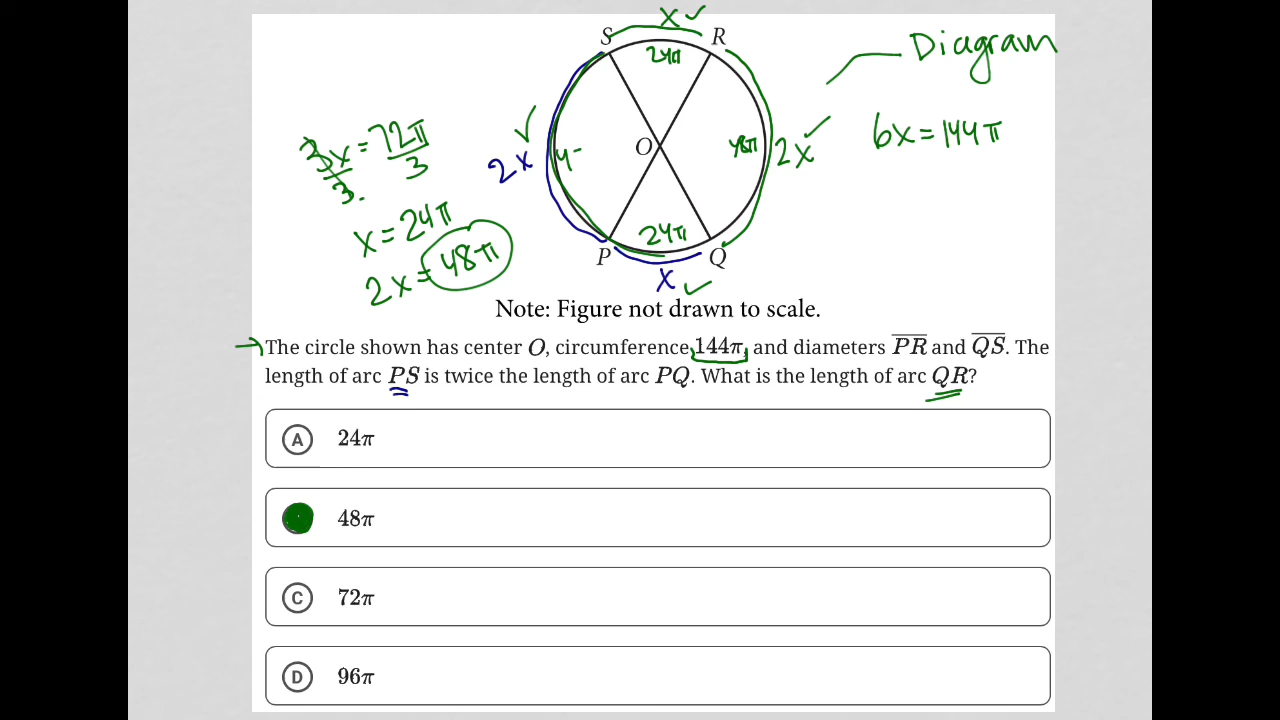 x ✓
S
R
24π
Diagram
3x = 72π
3. 3
x = 24π
2x = 48π
2x ✓
O
48π
2x ✓
6x = 144π
24π
P
Q
x ✓
Note: Figure not drawn to scale.
The circle shown has center O, circumference 144π, and diameters PR and QS. The
length of arc PS is twice the length of arc PQ. What is the length of arc QR?
A 24π
48π
C 72π
D 96π